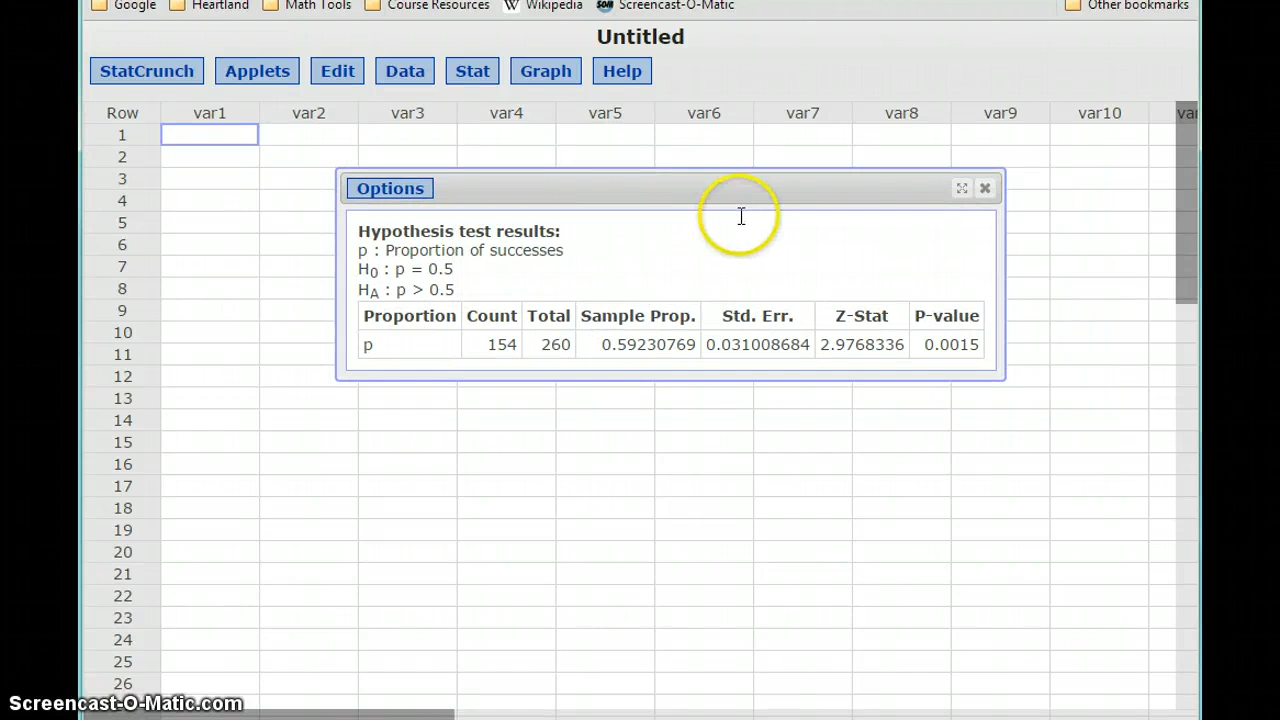 Google Heartland Math Tools Course Resources W Wikipedia SOM Screencast-O-Matic Other bookmarks
Untitled
StatCrunch Applets Edit Data Stat Graph Help
Row var1 var2 var3 var4 var5 var6 var7 var8 var9 var10 va
1
2
3
4
5
6
7
8
9
10
11
12
13
14
15
16
17
18
19
20
21
22
23
24
25
26
Options
Hypothesis test results:
p : Proportion of successes
H0 : p = 0.5
HA : p > 0.5
Proportion Count Total Sample Prop. Std. Err. Z-Stat P-value
p 154 260 0.59230769 0.031008684 2.9768336 0.0015
Screencast-O-Matic.com